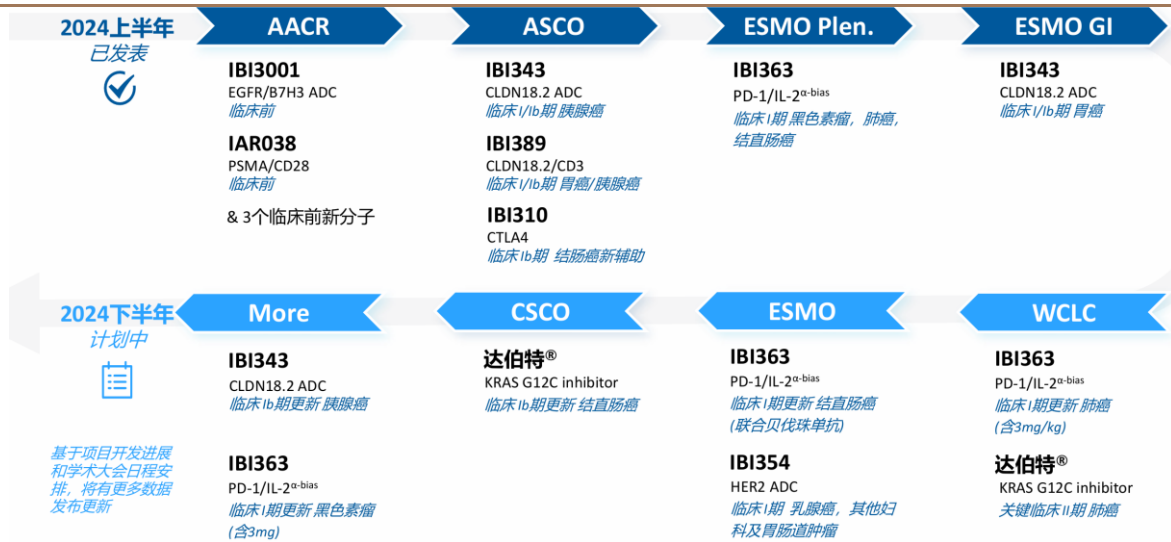 2024上半年
已发表
AACR
IBI3001
EGFR/B7H3 ADC
临床前
IAR038
PSMA/CD28
临床前
& 3个临床前新分子
ASCO
IBI343
CLDN18.2 ADC
临床 I/Ib期 胰腺癌
IBI389
CLDN18.2/CD3
临床 I/Ib期 胃癌/胰腺癌
IBI310
CTLA4
临床 Ib期 结肠癌新辅助
ESMO Plen.
IBI363
PD-1/IL-2α-bias
临床 I期 黑色素瘤，肺癌，
结直肠癌
ESMO GI
IBI343
CLDN18.2 ADC
临床 I/Ib期 胃癌
2024下半年
计划中
基于项目开发进展
和学术大会日程安
排，将有更多数据
发布更新
More
IBI343
CLDN18.2 ADC
临床 Ib期更新 胰腺癌
IBI363
PD-1/IL-2α-bias
临床 I期更新 黑色素瘤
(含3mg)
CSCO
达伯特®
KRAS G12C inhibitor
临床 Ib期更新 结直肠癌
ESMO
IBI363
PD-1/IL-2α-bias
临床 I期更新 结直肠癌
(联合贝伐珠单抗)
IBI354
HER2 ADC
临床 I期 乳腺癌，其他妇
科及胃肠道肿瘤
WCLC
IBI363
PD-1/IL-2α-bias
临床 I期更新 肺癌
(含3mg/kg)
达伯特®
KRAS G12C inhibitor
关键临床 II期 肺癌